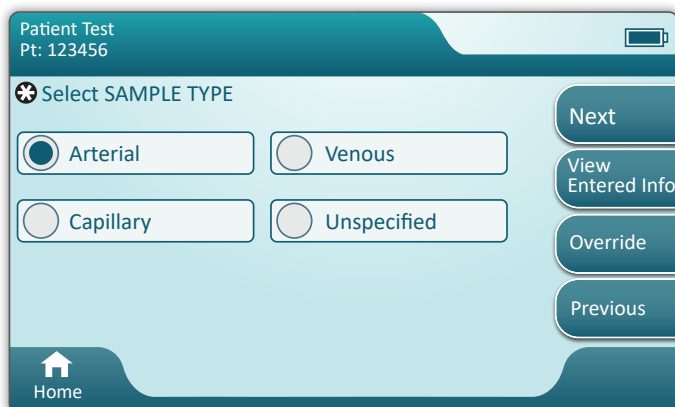 Patient Test
Pt: 123456
Select SAMPLE TYPE
Arterial
Venous
Capillary
Unspecified
Next
View
Entered Info
Override
Previous
Home